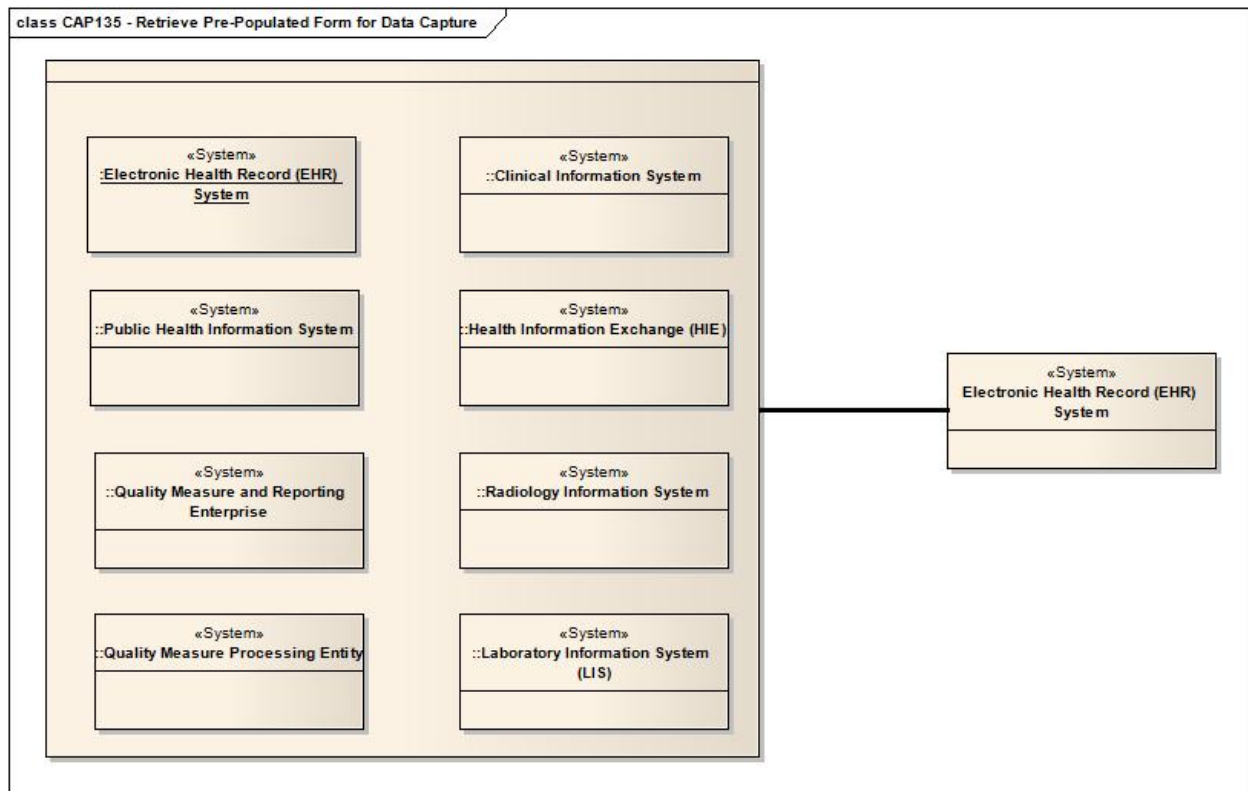 class CAP135 - Retrieve Pre-Populated Form for Data Capture
«System»
:Electronic Health Record (EHR)
System
«System»
::Clinical Information System
«System»
::Public Health Information System
«System»
::Health Information Exchange (HIE)
«System»
Electronic Health Record (EHR)
System
«System»
::Quality Measure and Reporting
Enterprise
«System»
::Radiology Information System
«System»
::Quality Measure Processing Entity
«System»
::Laboratory Information System
(LIS)